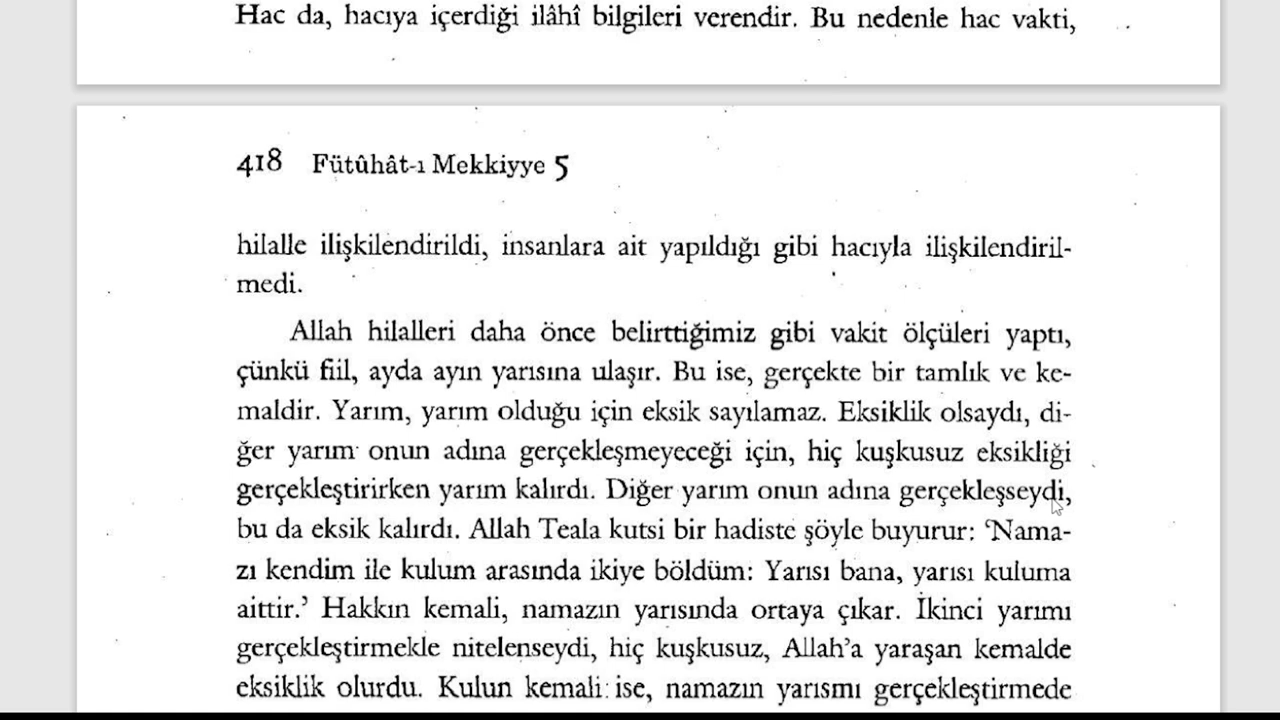 Hac da, hacıya içerdiği ilâhî bilgileri verendir. Bu nedenle hac vakti,
418 Fütûhât-ı Mekkiyye 5
hilalle ilişkilendirildi, insanlara ait yapıldığı gibi hacıyla ilişkilendiril-
medi.
Allah hilalleri daha önce belirttiğimiz gibi vakit ölçüleri yaptı,
çünkü fiil, ayda ayın yarısına ulaşır. Bu ise, gerçekte bir tamlık ve ke-
maldir. Yarım, yarım olduğu için eksik sayılamaz. Eksiklik olsaydı, di-
ğer yarım onun adına gerçekleşmeyeceği için, hiç kuşkusuz eksikliği
gerçekleştirirken yarım kalırdı. Diğer yarım onun adına gerçekleşseydi,
bu da eksik kalırdı. Allah Teala kutsi bir hadiste şöyle buyurur: ‘Nama-
zı kendim ile kulum arasında ikiye böldüm: Yarısı bana, yarısı kuluma
aittir.’ Hakkın kemali, namazın yarısında ortaya çıkar. İkinci yarımı
gerçekleştirmekle nitelenseydi, hiç kuşkusuz, Allah’a yaraşan kemalde
eksiklik olurdu. Kulun kemali ise, namazın yarısmı gerçekleştirmede